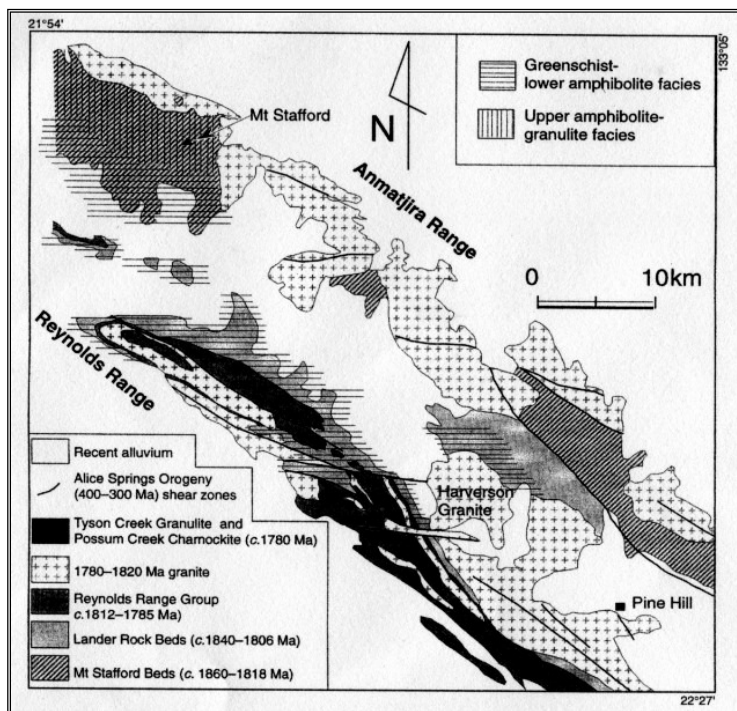 21°54'
133°05'
Greenschist-
lower amphibolite facies
Upper amphibolite-
granulite facies
Mt Stafford
N
Anmatjira Range
0 10km
Reynolds Range
Recent alluvium
Alice Springs Orogeny
(400–300 Ma) shear zones
Tyson Creek Granulite and
Possum Creek Charnockite (c.1780 Ma)
1780–1820 Ma granite
Reynolds Range Group
c.1812–1785 Ma)
Lander Rock Beds (c.1840–1806 Ma)
Mt Stafford Beds (c. 1860–1818 Ma)
Harverson
Granite
Pine Hill
22°27'